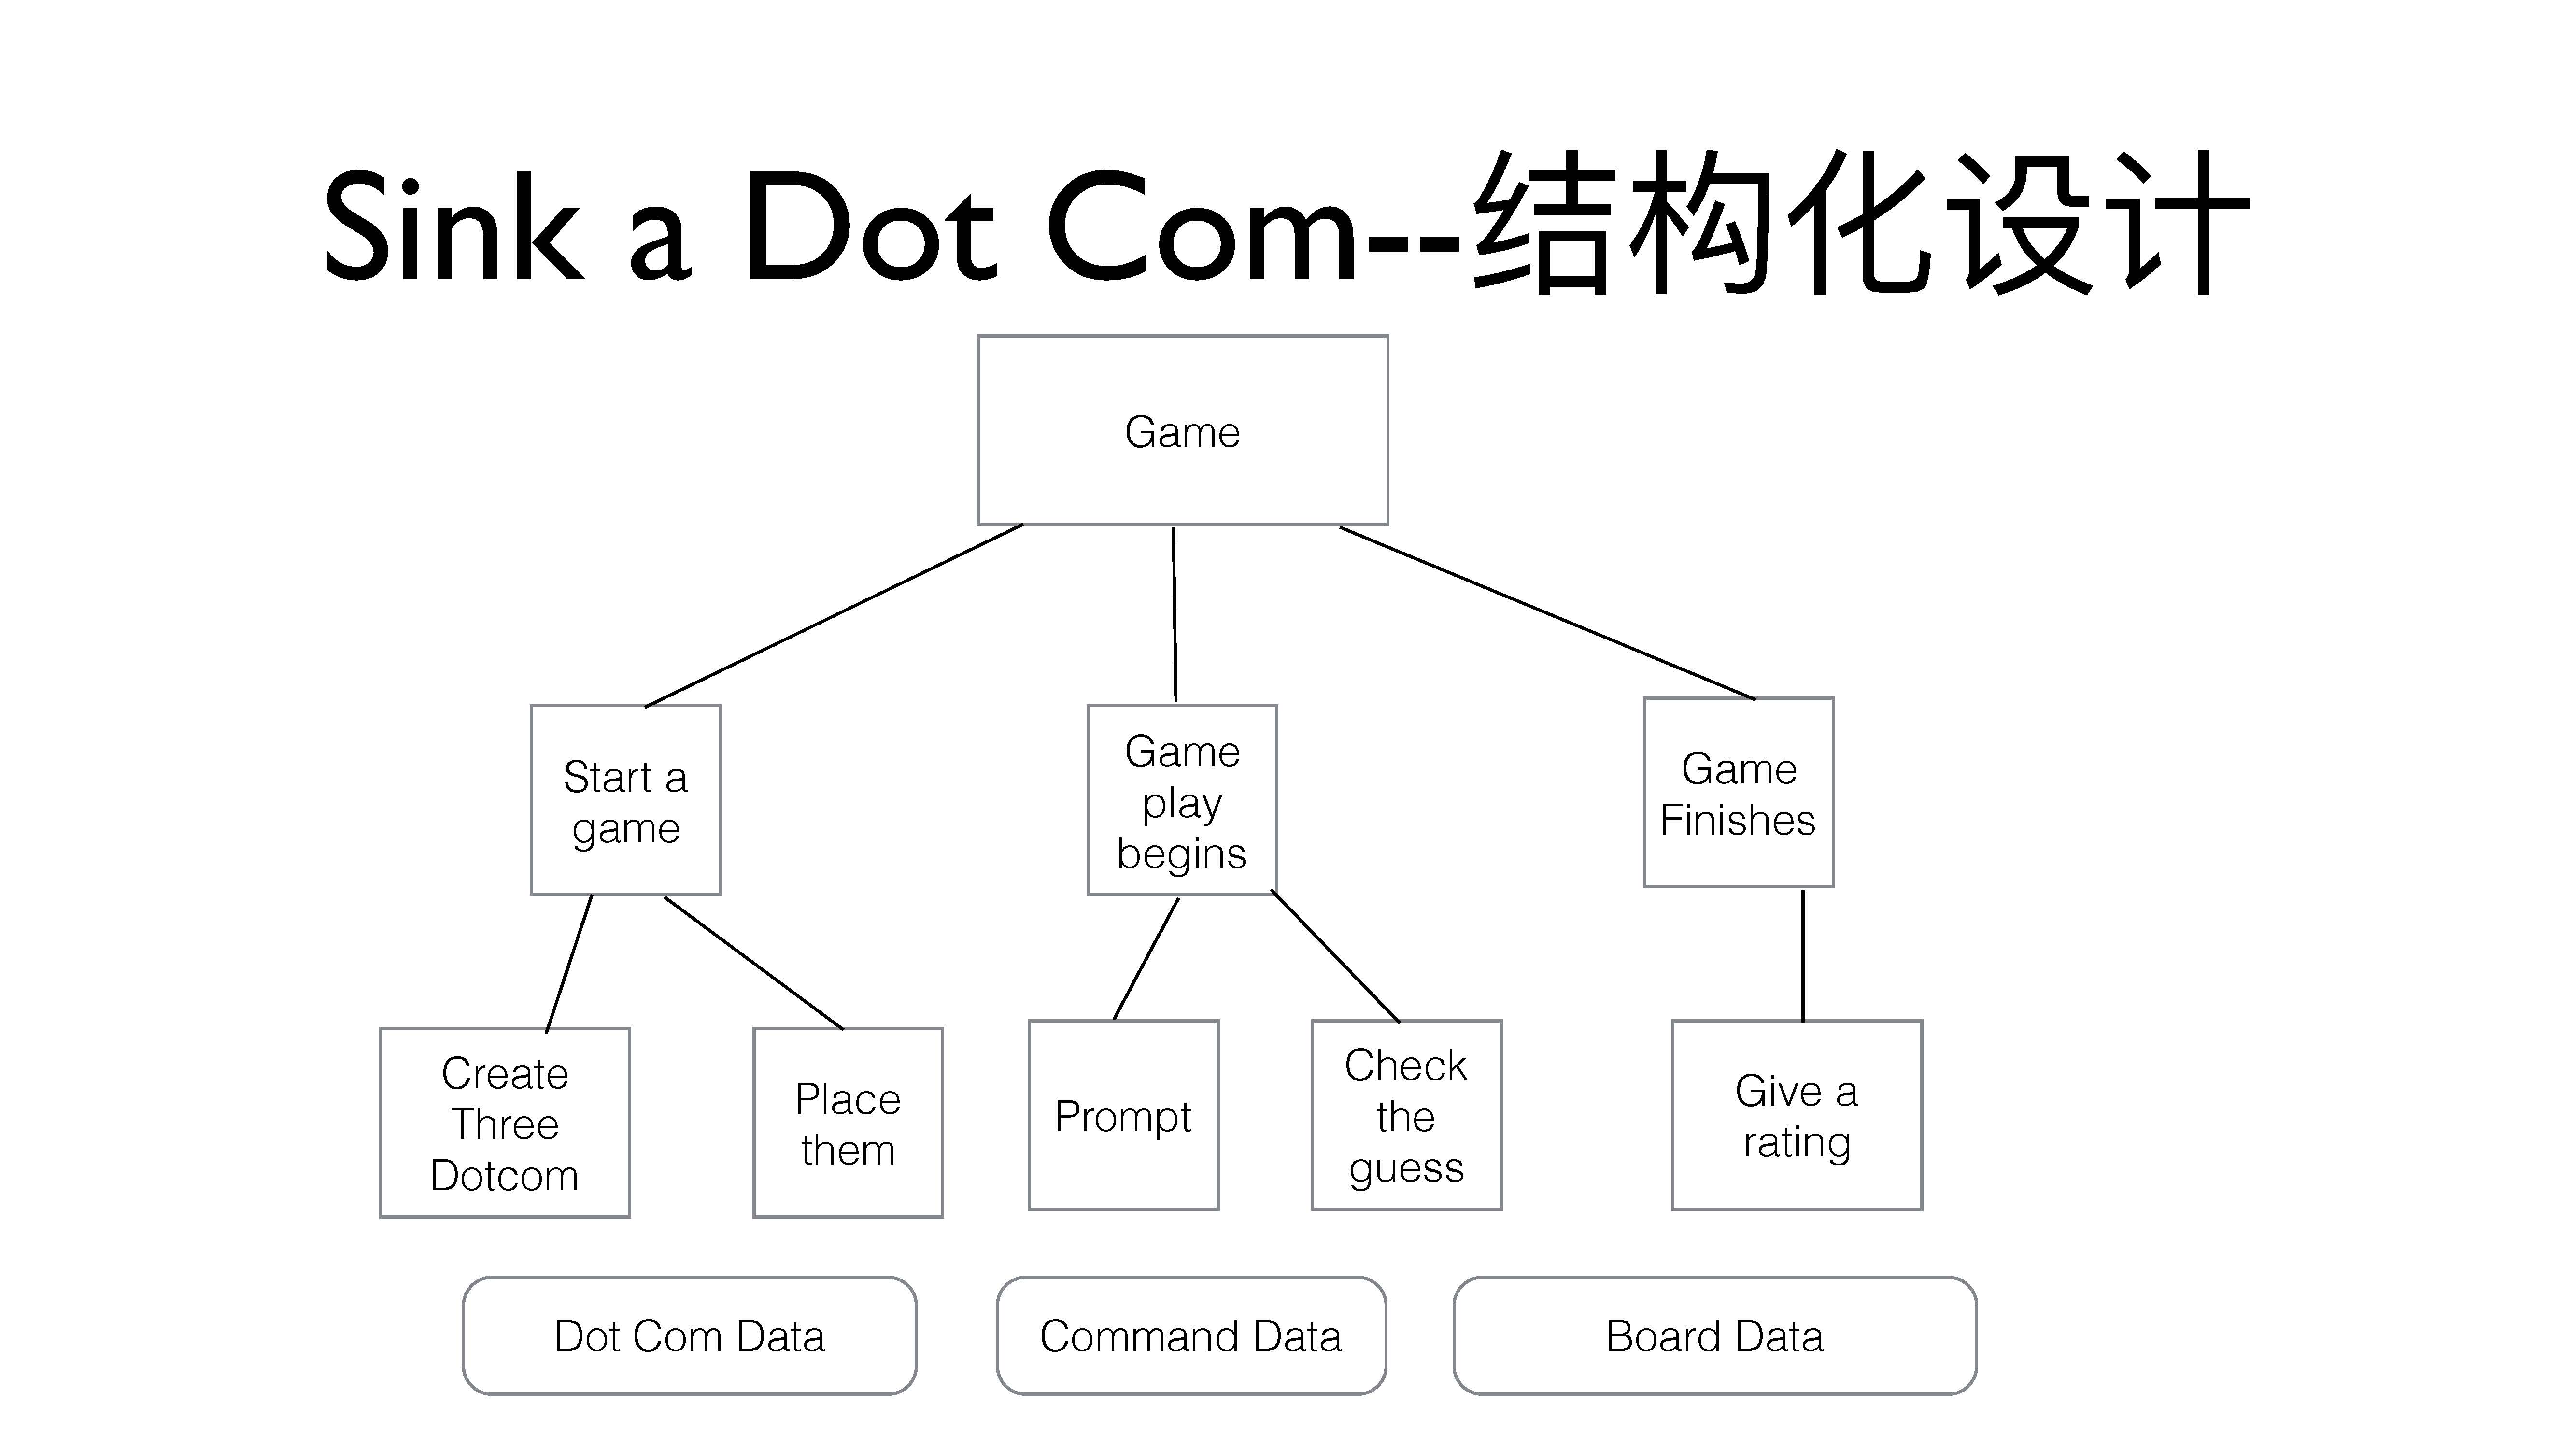 Sink a Dot Com--结构化设计
Game
Start a
game
Game
play
begins
Game
Finishes
Create
Three
Dotcom
Place
them
Prompt
Check
the
guess
Give a
rating
Dot Com Data
Command Data
Board Data